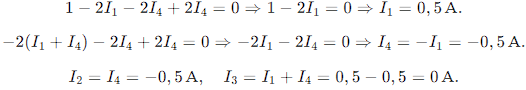 1 − 2I₁ − 2I₄ + 2I₄ = 0 ⇒ 1 − 2I₁ = 0 ⇒ I₁ = 0, 5 A.
−2(I₁ + I₄) − 2I₄ + 2I₄ = 0 ⇒ −2I₁ − 2I₄ = 0 ⇒ I₄ = −I₁ = −0, 5 A.
I₂ = I₄ = −0, 5 A, I₃ = I₁ + I₄ = 0, 5 − 0, 5 = 0 A.